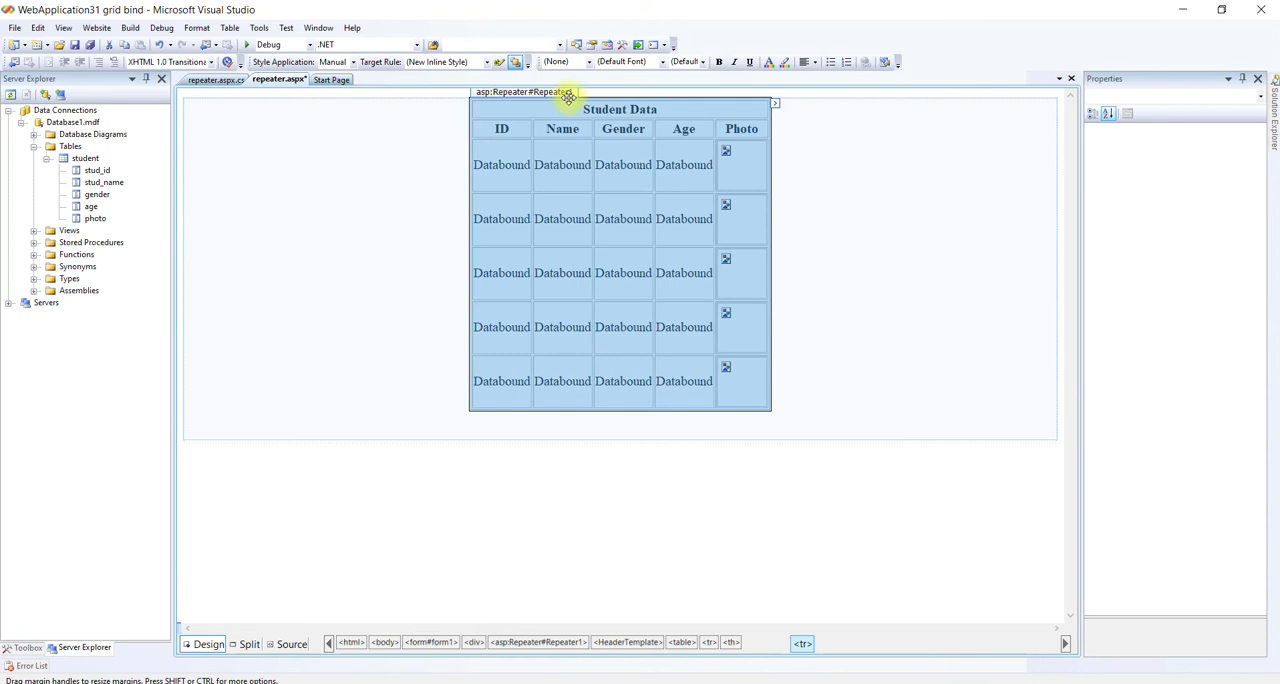 WebApplication31 grid bind - Microsoft Visual Studio
File Edit View Website Build Debug Format Table Tools Test Window Help
Debug .NET
XHTML 1.0 Transition Style Application: Manual Target Rule: (New Inline Style) (None) (Default Font) (Default B I U A
Server Explorer
repeater.aspx.cs repeater.aspx* Start Page
Properties
Solution Explorer
Data Connections
Database1.mdf
Database Diagrams
Tables
student
stud_id
stud_name
gender
age
photo
Views
Stored Procedures
Functions
Synonyms
Types
Assemblies
Servers
asp:Repeater#Repeater1
Student Data
ID Name Gender Age Photo
Databound Databound Databound Databound
Databound Databound Databound Databound
Databound Databound Databound Databound
Databound Databound Databound Databound
Databound Databound Databound Databound
Design Split Source <html> <body> <form#form1> <div> <asp:Repeater#Repeater1> <HeaderTemplate> <table> <tr> <th> <tr>
Toolbox Server Explorer
Error List
Drag margin handles to resize margins. Press SHIFT or CTRL for more options.